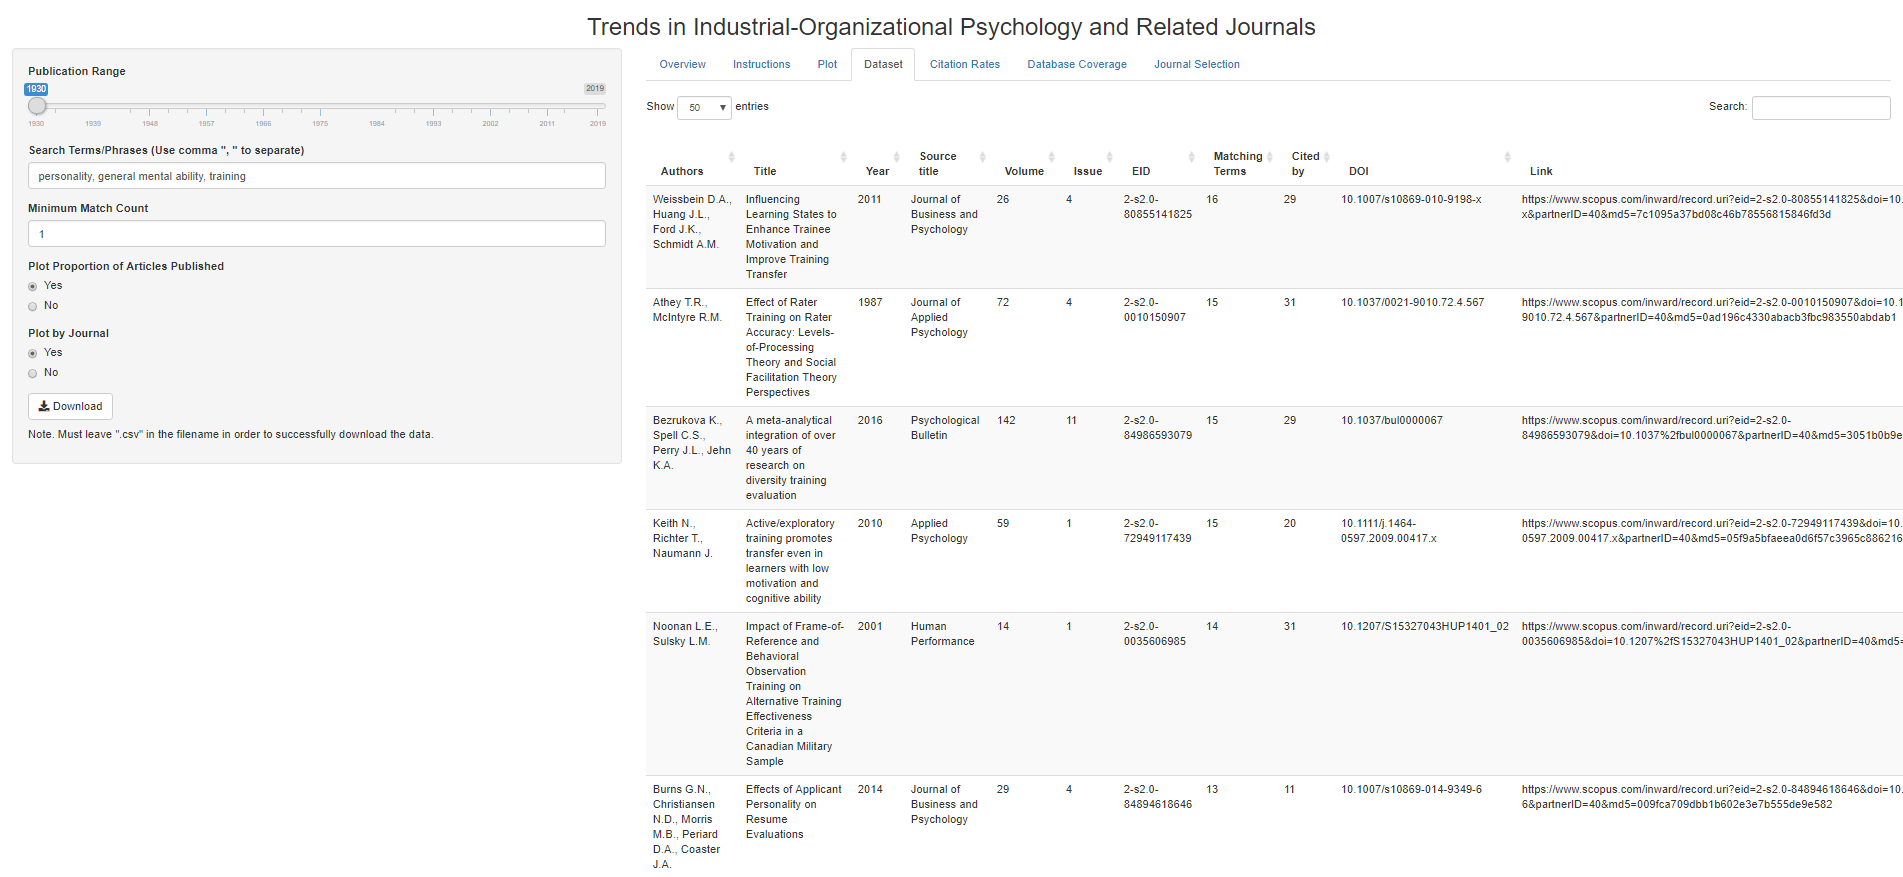 Trends in Industrial-Organizational Psychology and Related Journals
Publication Range
1930
2019
1930 1939 1948 1957 1966 1975 1984 1993 2002 2011 2019
Search Terms/Phrases (Use comma ", " to separate)
personality, general mental ability, training
Minimum Match Count
1
Plot Proportion of Articles Published
Yes
No
Plot by Journal
Yes
No
Download
Note. Must leave ".csv" in the filename in order to successfully download the data.
Overview Instructions Plot Dataset Citation Rates Database Coverage Journal Selection
Show 50 entries
Search:
Source Matching Cited
Authors Title Year title Volume Issue EID Terms by DOI Link
Weissbein D.A., Influencing 2011 Journal of 26 4 2-s2.0- 16 29 10.1007/s10869-010-9198-x https://www.scopus.com/inward/record.uri?eid=2-s2.0-80855141825&doi=10.
Huang J.L., Learning States to Business and 80855141825 x&partnerID=40&md5=7c1095a37bd08c46b78556815846fd3d
Ford J.K., Enhance Trainee Psychology
Schmidt A.M. Motivation and
Improve Training
Transfer
Athey T.R., Effect of Rater 1987 Journal of 72 4 2-s2.0- 15 31 10.1037/0021-9010.72.4.567 https://www.scopus.com/inward/record.uri?eid=2-s2.0-0010150907&doi=10.1
McIntyre R.M. Training on Rater Applied 0010150907 9010.72.4.567&partnerID=40&md5=0ad196c4330abacb3fbc983550abdab1
Accuracy: Levels- Psychology
of-Processing
Theory and Social
Facilitation Theory
Perspectives
Bezrukova K., A meta-analytical 2016 Psychological 142 11 2-s2.0- 15 29 10.1037/bul0000067 https://www.scopus.com/inward/record.uri?eid=2-s2.0-
Spell C.S., integration of over Bulletin 84986593079 84986593079&doi=10.1037%2fbul0000067&partnerID=40&md5=3051b0b9e
Perry J.L., Jehn 40 years of
K.A. research on
diversity training
evaluation
Keith N., Active/exploratory 2010 Applied 59 1 2-s2.0- 15 20 10.1111/j.1464- https://www.scopus.com/inward/record.uri?eid=2-s2.0-72949117439&doi=10.
Richter T., training promotes Psychology 72949117439 0597.2009.00417.x 0597.2009.00417.x&partnerID=40&md5=05f9a5bfaeea0d6f57c3965c886216
Naumann J. transfer even in
learners with low
motivation and
cognitive ability
Noonan L.E., Impact of Frame-of- 2001 Human 14 1 2-s2.0- 14 31 10.1207/S15327043HUP1401_02 https://www.scopus.com/inward/record.uri?eid=2-s2.0-
Sulsky L.M. Reference and Performance 0035606985 0035606985&doi=10.1207%2fS15327043HUP1401_02&partnerID=40&md5=
Behavioral
Observation
Training on
Alternative Training
Effectiveness
Criteria in a
Canadian Military
Sample
Burns G.N., Effects of Applicant 2014 Journal of 29 4 2-s2.0- 13 11 10.1007/s10869-014-9349-6 https://www.scopus.com/inward/record.uri?eid=2-s2.0-84894618646&doi=10.
Christiansen Personality on Business and 84894618646 6&partnerID=40&md5=009fca709dbb1b602e3e7b555de9e582
N.D., Morris Resume Psychology
M.B., Periard Evaluations
D.A., Coaster
J.A.